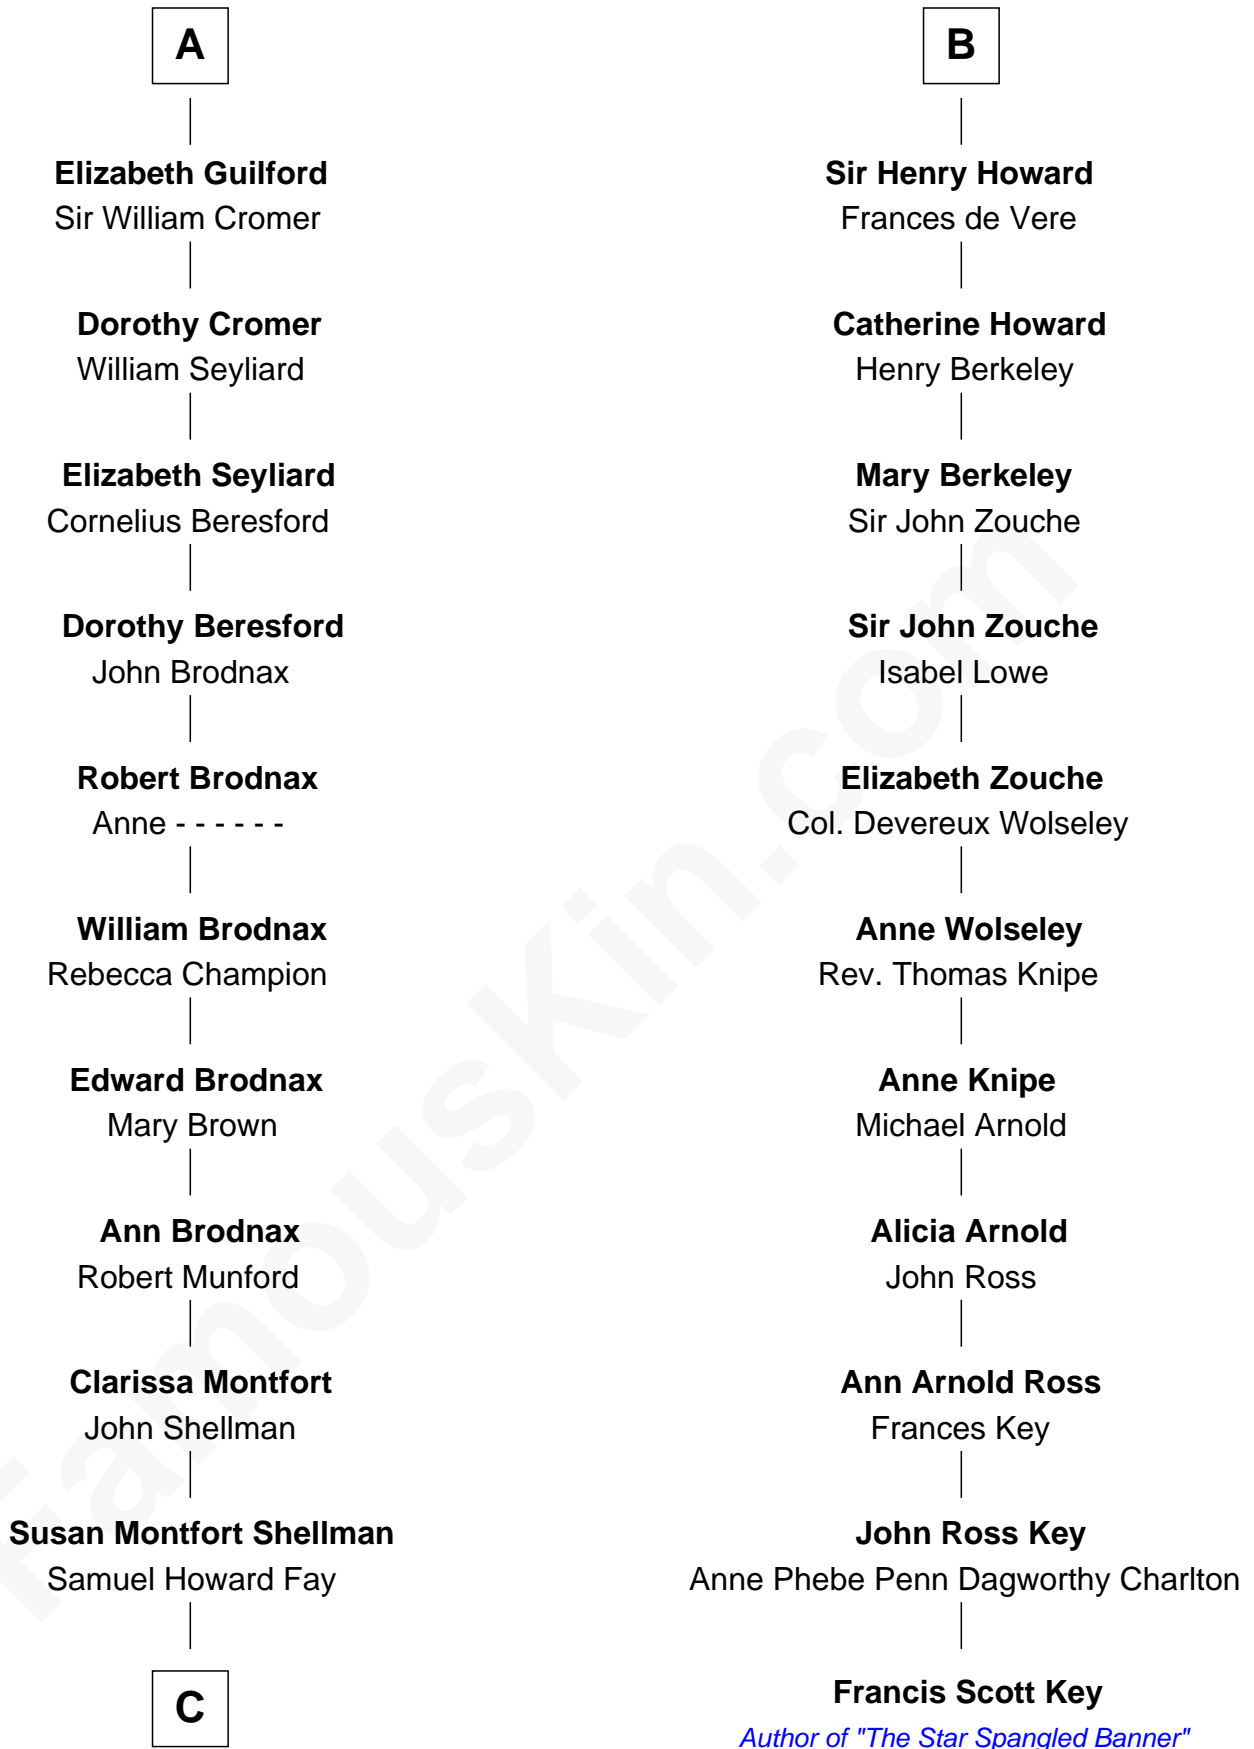 A
Elizabeth Guilford
Sir William Cromer
Dorothy Cromer
William Seyliard
Elizabeth Seyliard
Cornelius Beresford
Dorothy Beresford
John Brodnax
Robert Brodnax
Anne - - - - - -
William Brodnax
Rebecca Champion
Edward Brodnax
Mary Brown
Ann Brodnax
Robert Munford
Clarissa Montfort
John Shellman
Susan Montfort Shellman
Samuel Howard Fay
C
B
Sir Henry Howard
Frances de Vere
Catherine Howard
Henry Berkeley
Mary Berkeley
Sir John Zouche
Sir John Zouche
Isabel Lowe
Elizabeth Zouche
Col. Devereux Wolseley
Anne Wolseley
Rev. Thomas Knipe
Anne Knipe
Michael Arnold
Alicia Arnold
John Ross
Ann Arnold Ross
Frances Key
John Ross Key
Anne Phebe Penn Dagworthy Charlton
Francis Scott Key
Author of "The Star Spangled Banner"
FamousKin.com